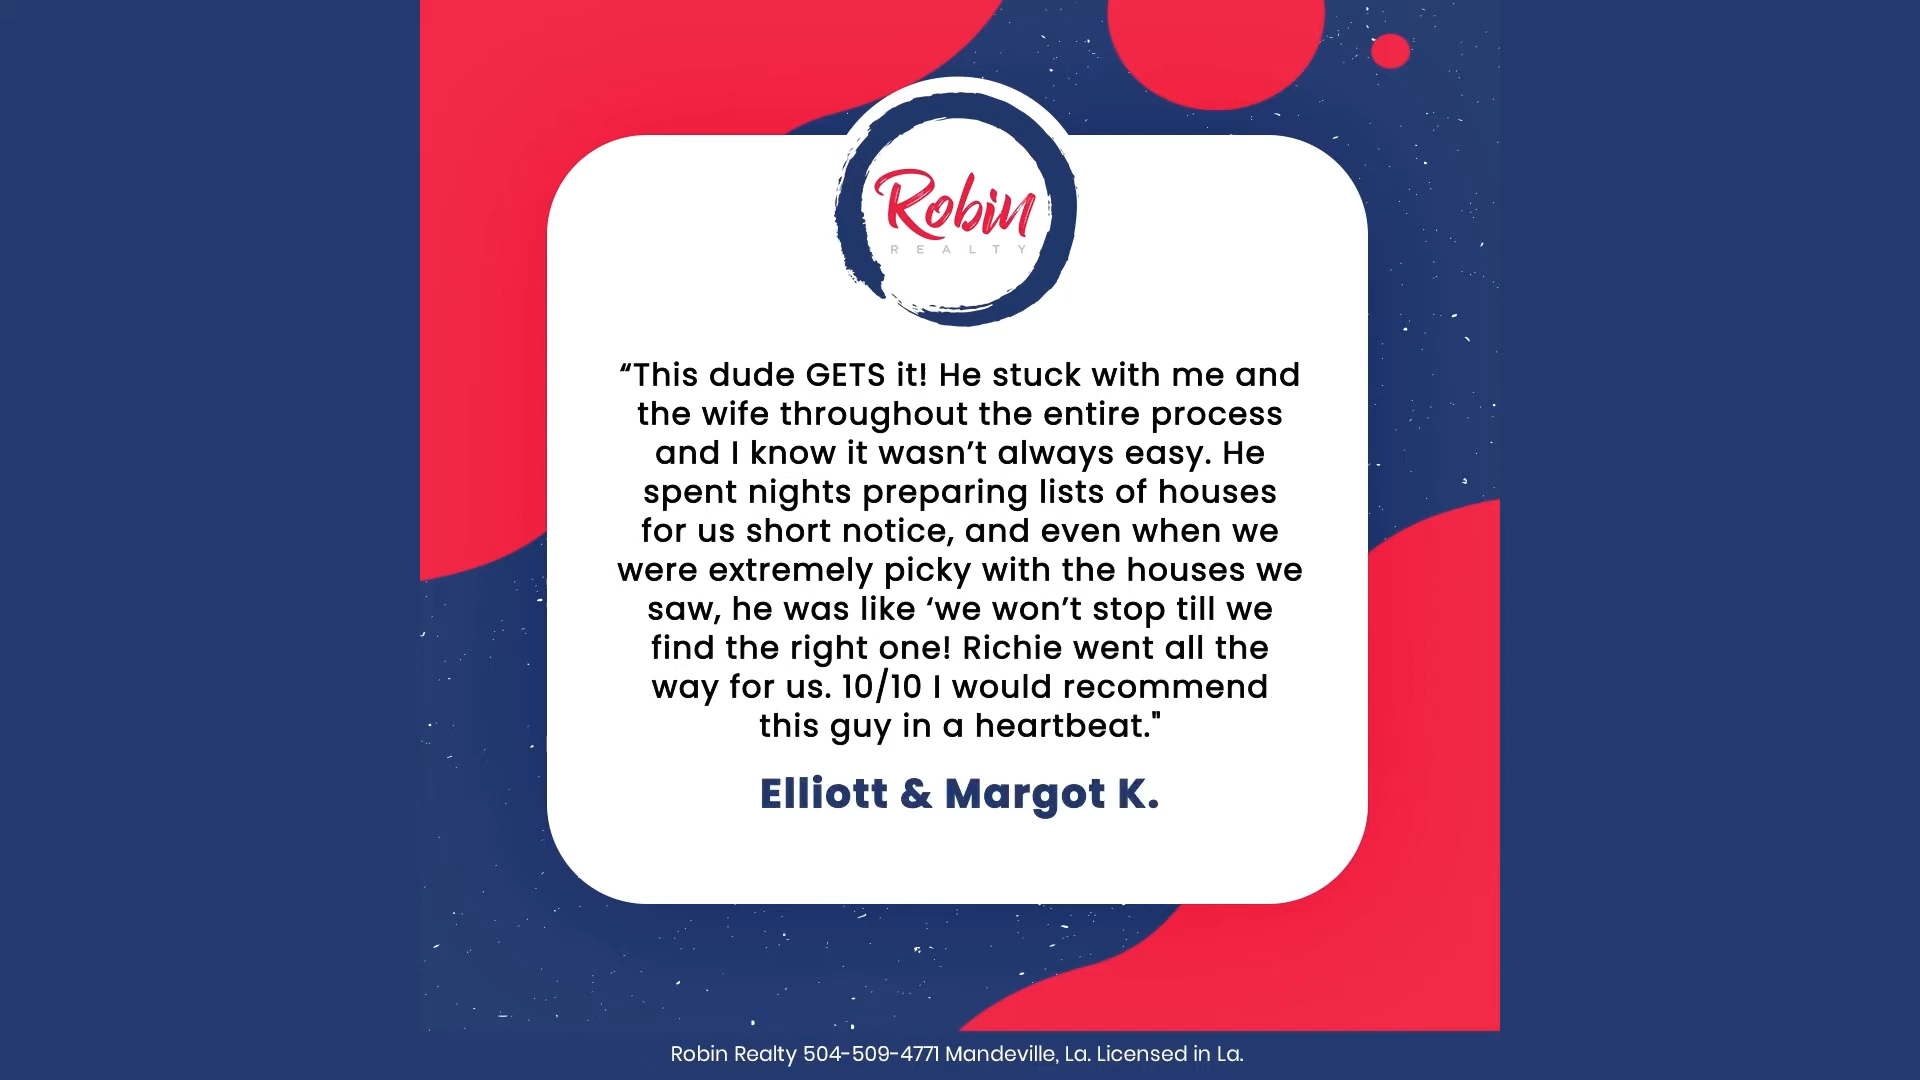 Robin
REALTY
“This dude GETS it! He stuck with me and
the wife throughout the entire process
and I know it wasn’t always easy. He
spent nights preparing lists of houses
for us short notice, and even when we
were extremely picky with the houses we
saw, he was like ‘we won’t stop till we
find the right one! Richie went all the
way for us. 10/10 I would recommend
this guy in a heartbeat."
Elliott & Margot K.
Robin Realty 504-509-4771 Mandeville, La. Licensed in La.